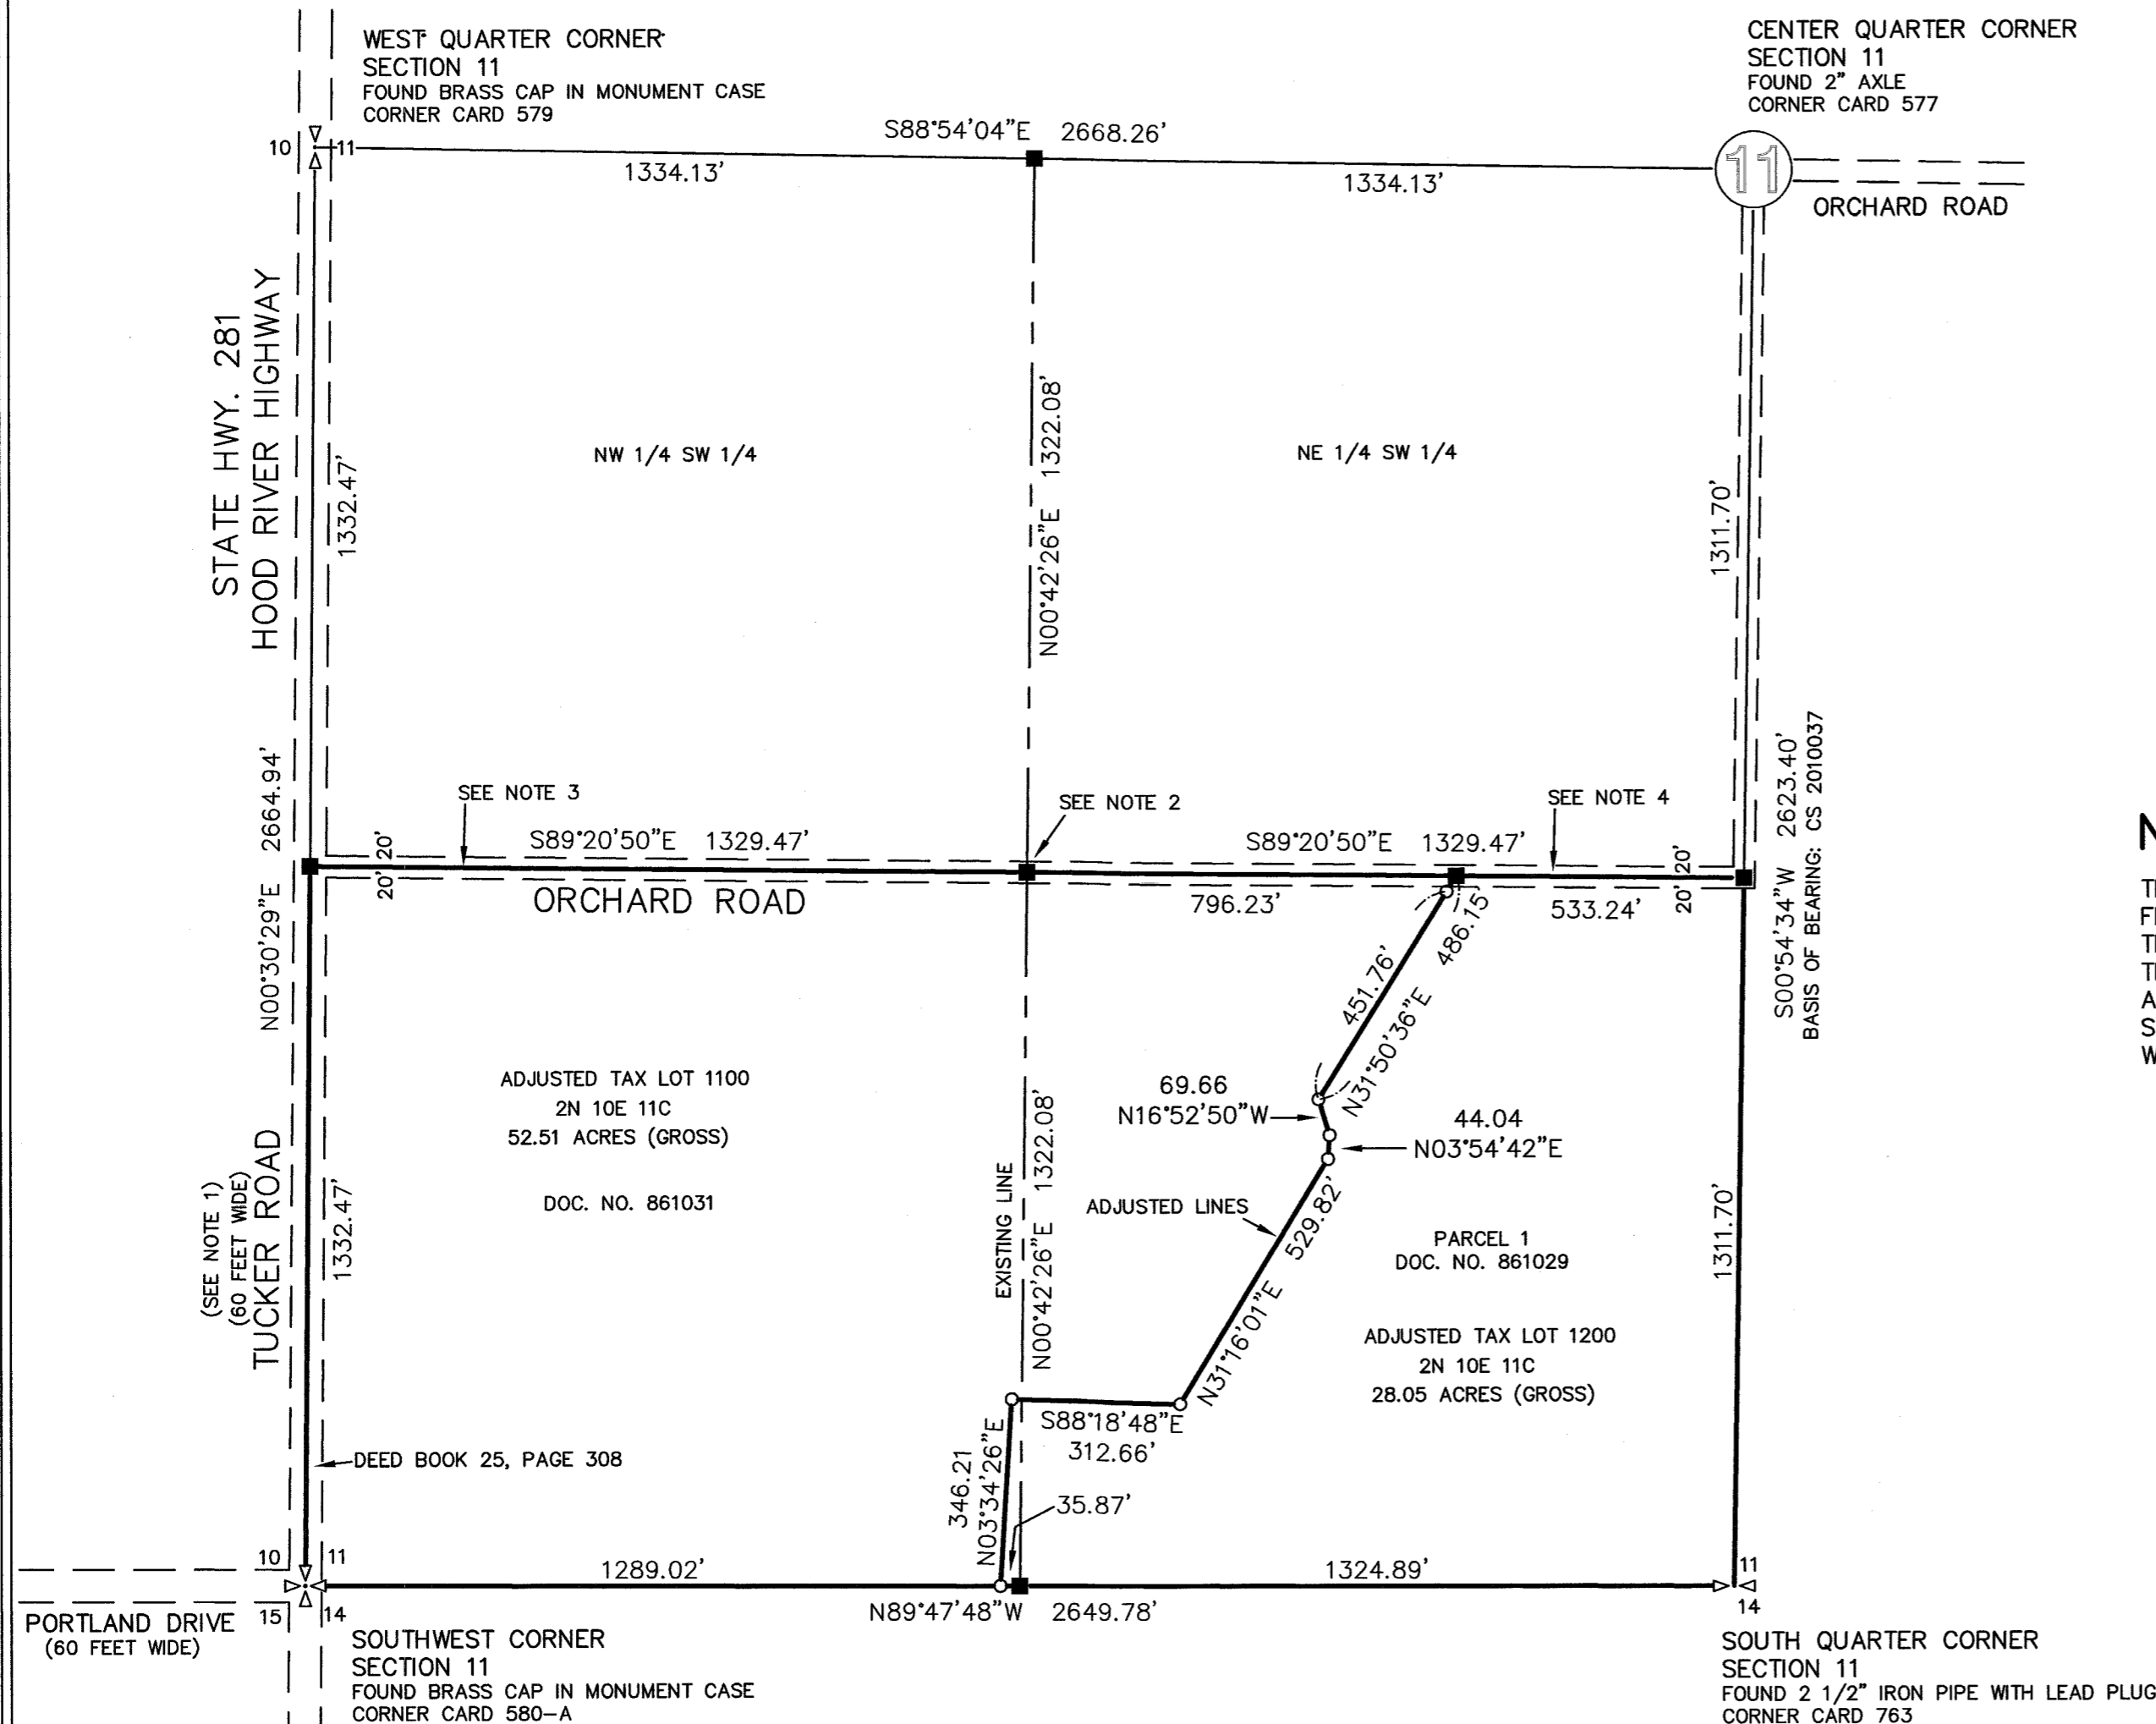 WEST QUARTER CORNER
SECTION 11
FOUND BRASS CAP IN MONUMENT CASE
CORNER CARD 579
CENTER QUARTER CORNER
SECTION 11
FOUND 2" AXLE
CORNER CARD 577
10
11
S88°54'04"E 2668.26'
1334.13'
1334.13'
11
ORCHARD ROAD
STATE HWY. 281
HOOD RIVER HIGHWAY
1332.47'
NW 1/4 SW 1/4
N00°42'26"E 1322.08'
NE 1/4 SW 1/4
1311.70'
N00°30'29"E 2664.94'
SEE NOTE 3
SEE NOTE 2
SEE NOTE 4
S00°54'34"W 2623.40'
BASIS OF BEARING: CS 2010037
20'
20'
S89°20'50"E 1329.47'
S89°20'50"E 1329.47'
20'
20'
ORCHARD ROAD
796.23'
533.24'
451.76'
486.15
N31°50'36"E
ADJUSTED TAX LOT 1100
2N 10E 11C
52.51 ACRES (GROSS)
DOC. NO. 861031
69.66
N16°52'50"W
44.04
N03°54'42"E
(SEE NOTE 1)
(60 FEET WIDE)
TUCKER ROAD
1332.47'
EXISTING LINE
N00°42'26"E 1322.08'
ADJUSTED LINES
N31°16'01"E 529.82'
PARCEL 1
DOC. NO. 861029
1311.70'
ADJUSTED TAX LOT 1200
2N 10E 11C
28.05 ACRES (GROSS)
S88°18'48"E
312.66'
346.21
N03°34'26"E
35.87'
DEED BOOK 25, PAGE 308
10
11
1289.02'
1324.89'
11
15
14
N89°47'48"W 2649.78'
14
PORTLAND DRIVE
(60 FEET WIDE)
SOUTHWEST CORNER
SECTION 11
FOUND BRASS CAP IN MONUMENT CASE
CORNER CARD 580-A
SOUTH QUARTER CORNER
SECTION 11
FOUND 2 1/2" IRON PIPE WITH LEAD PLUG
CORNER CARD 763